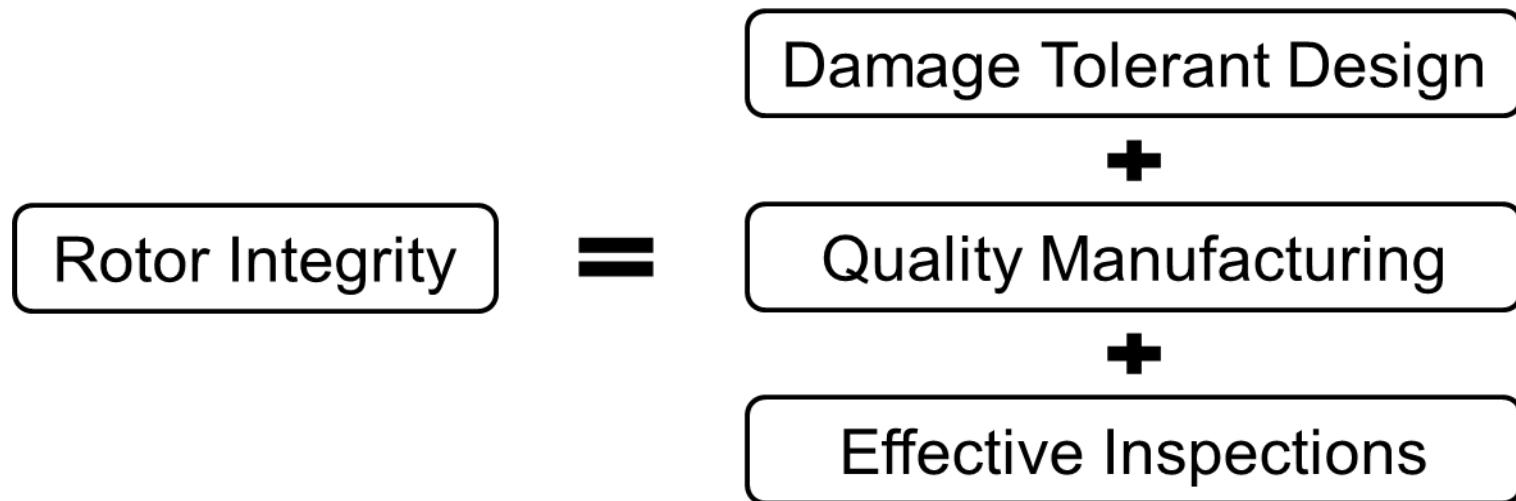 Damage Tolerant Design
+
Rotor Integrity = Quality Manufacturing
+
Effective Inspections